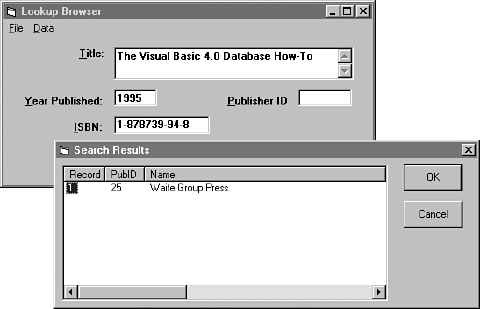 Lookup Browser
File Data
Title: The Visual Basic 4.0 Database How-To
Year Published: 1995 Publisher ID
ISBN: 1-878739-94-8
Search Results
Record PubID Name OK
1 25 Waite Group Press
Cancel